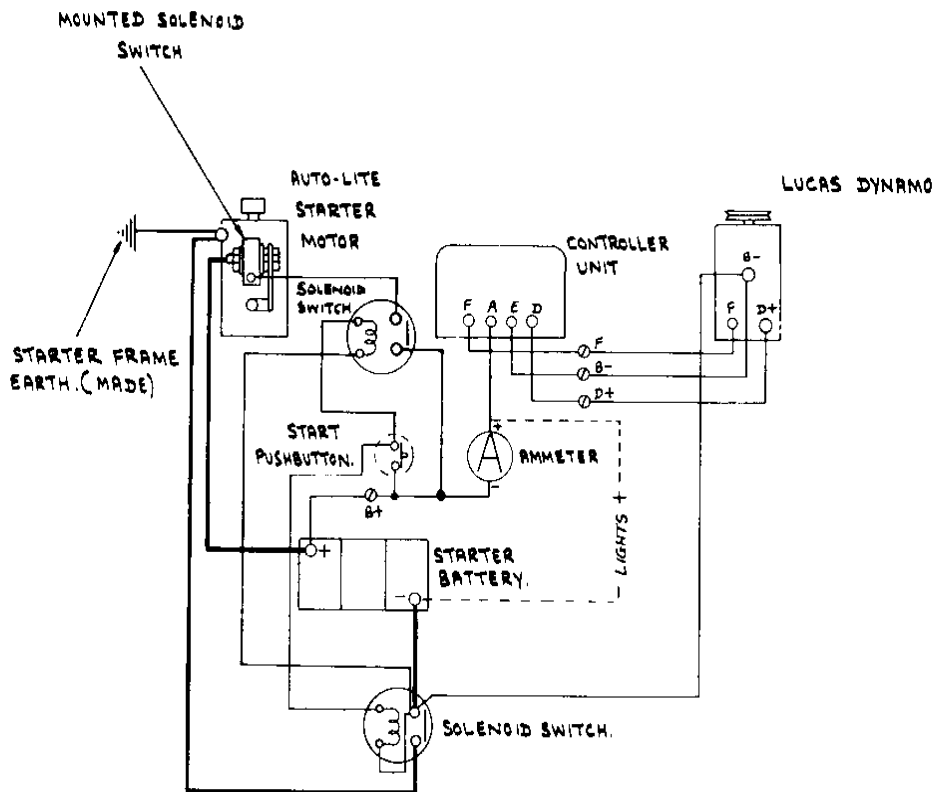 MOUNTED SOLENOID
SWITCH
AUTO-LITE
STARTER
MOTOR
LUCAS DYNAMO
CONTROLLER
UNIT
B-
F
D+
F A E D
SOLENOID
SWITCH
STARTER FRAME
EARTH. (MADE)
F
B-
D+
START
PUSHBUTTON.
+
A
AMMETER
-
B+
+
STARTER
BATTERY.
-
- LIGHTS +
SOLENOID SWITCH.